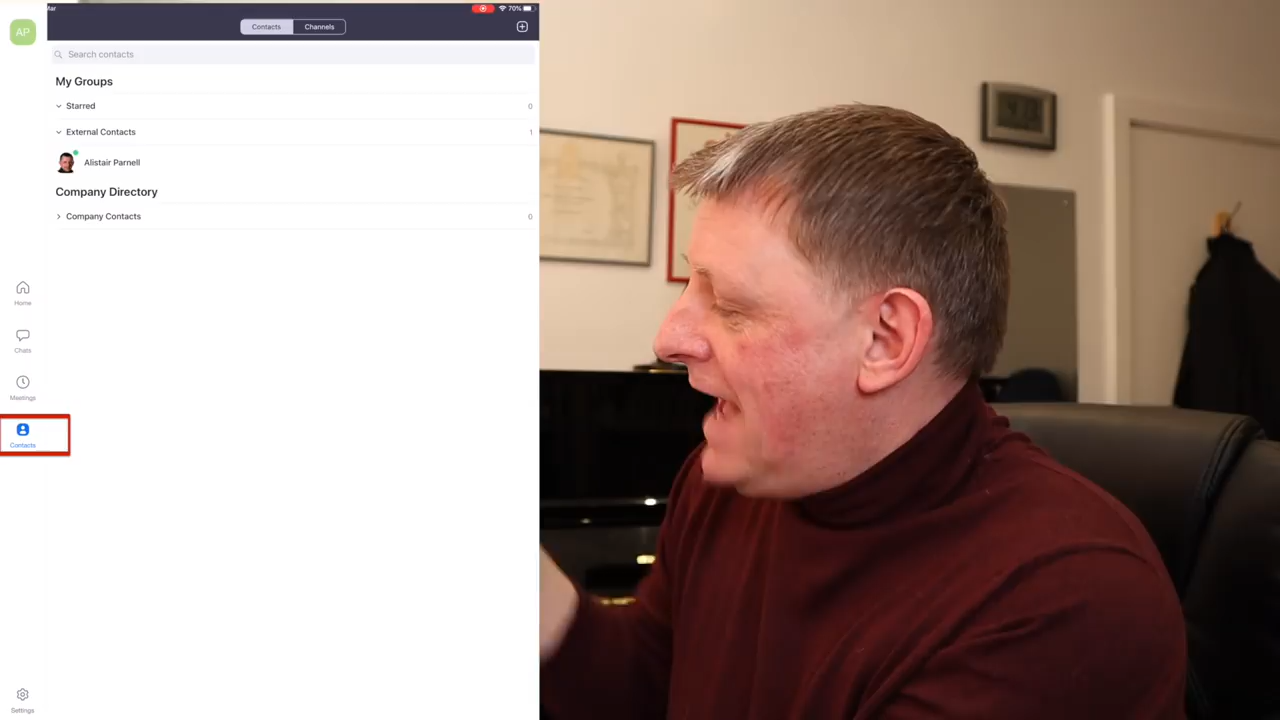 Mar
70%
AP
Contacts
Channels
Search contacts
My Groups
Starred
0
External Contacts
1
Alistair Parnell
Company Directory
Company Contacts
0
Home
Chats
Meetings
Contacts
Settings